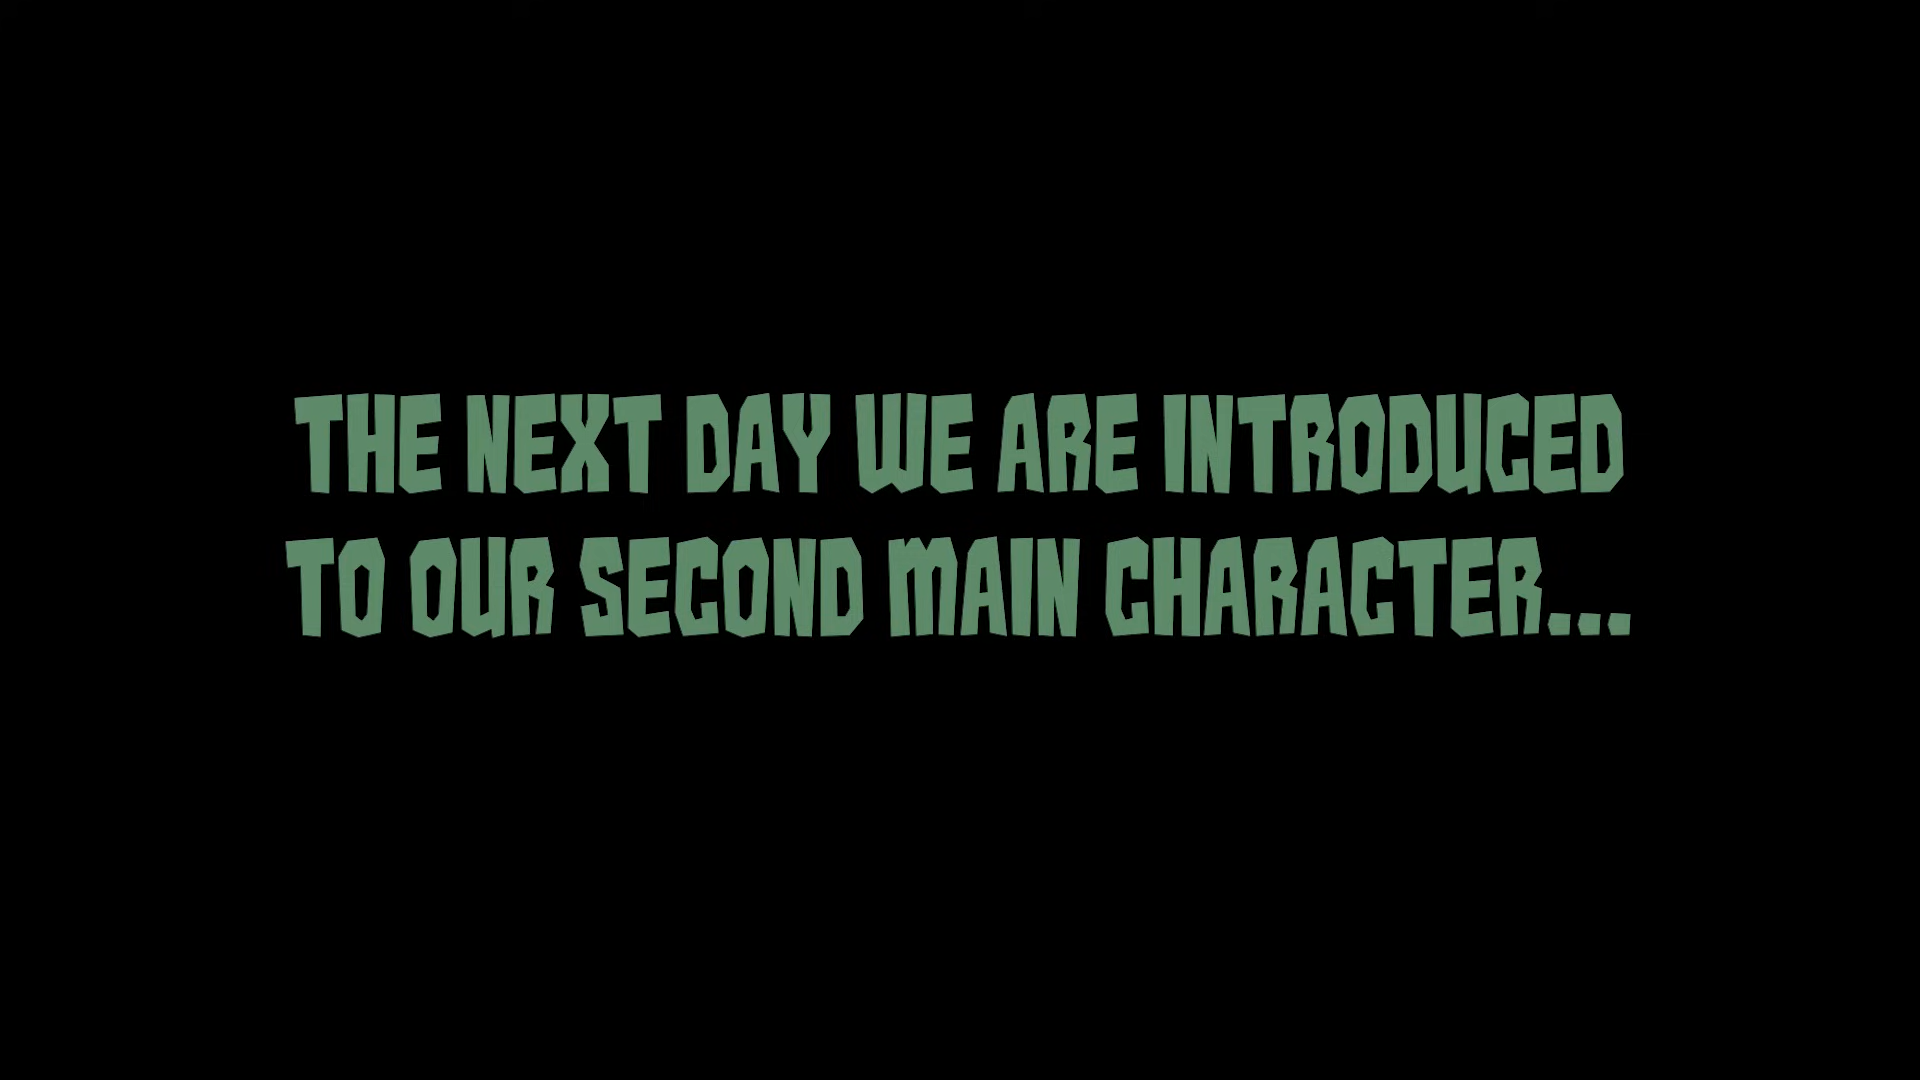 THE NEXT DAY WE ARE INTRODUCED
TO OUR SECOND MAIN CHARACTER...